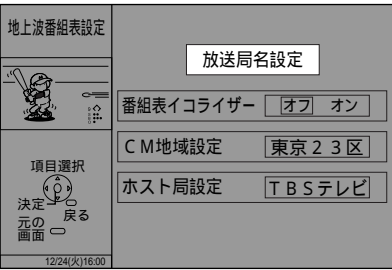 地上波番組表設定
放送局名設定
番組表イコライザー オフ オン
ＣＭ地域設定 東京２３区
ホスト局設定 ＴＢＳテレビ
項目選択
決定
戻る
元の
画面
12/24(火)16:00